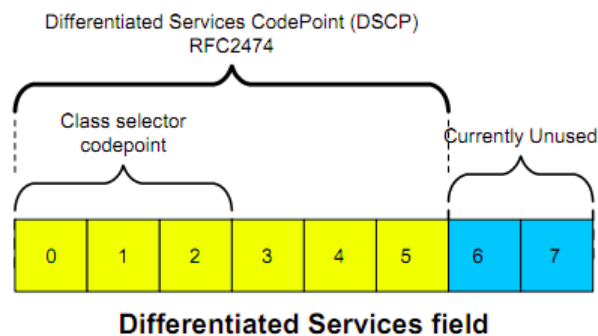 Differentiated Services CodePoint (DSCP)
RFC2474
Class selector
codepoint
Currently Unused
0 1 2 3 4 5 6 7
Differentiated Services field